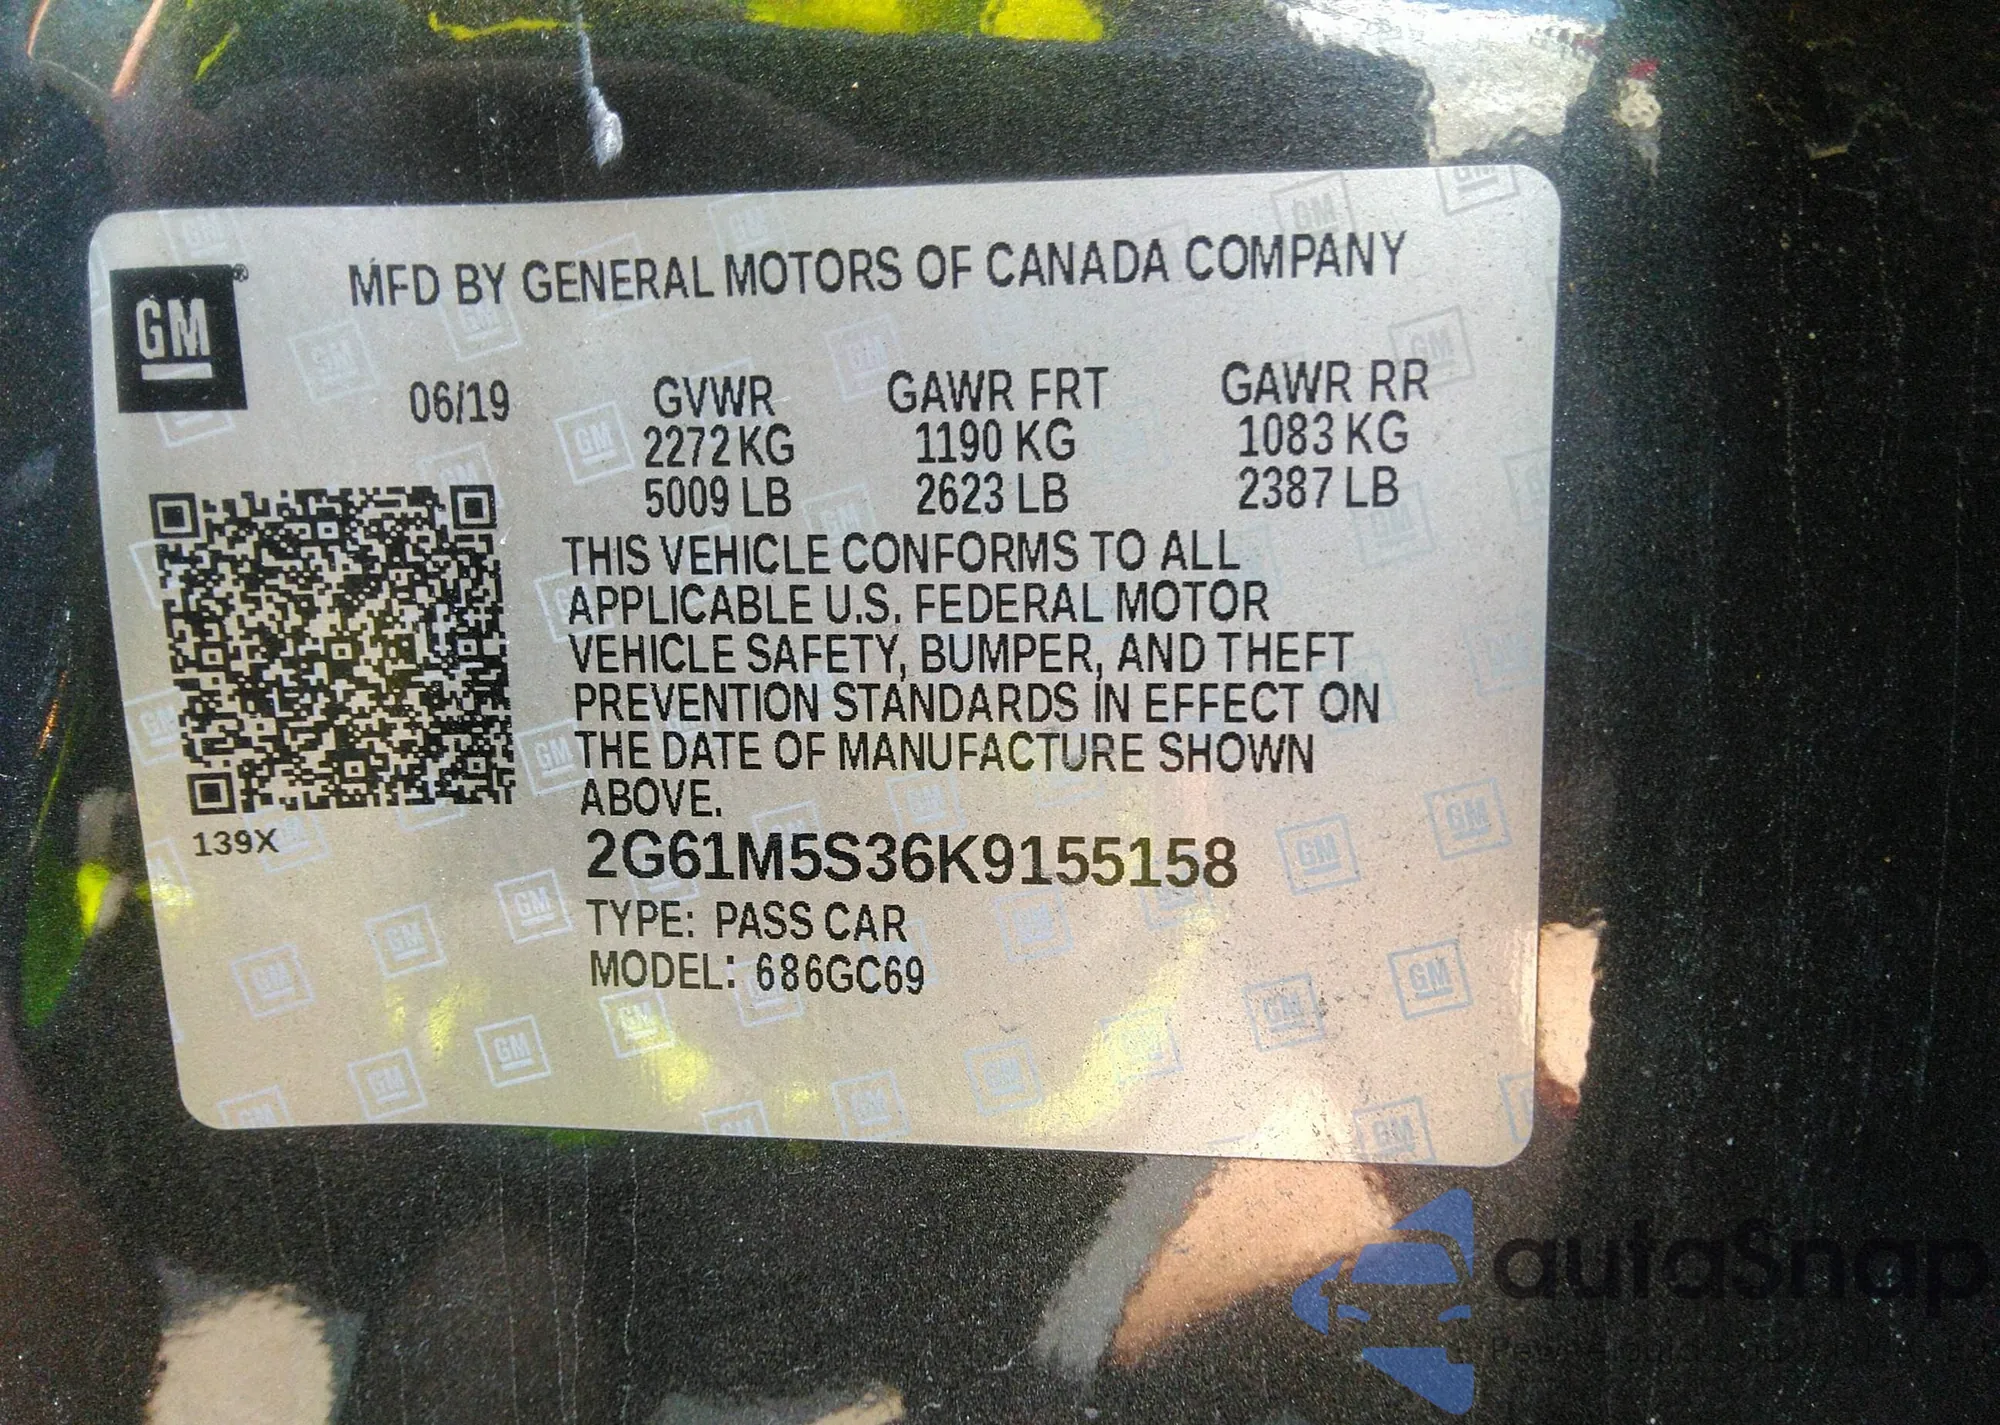 MFD BY GENERAL MOTORS OF CANADA COMPANY
GM®
06/19 GVWR GAWR FRT GAWR RR
2272 KG 1190 KG 1083 KG
5009 LB 2623 LB 2387 LB
THIS VEHICLE CONFORMS TO ALL
APPLICABLE U.S. FEDERAL MOTOR
VEHICLE SAFETY, BUMPER, AND THEFT
PREVENTION STANDARDS IN EFFECT ON
THE DATE OF MANUFACTURE SHOWN
ABOVE.
139X
2G61M5S36K9155158
TYPE: PASS CAR
MODEL: 686GC69
autaSnap